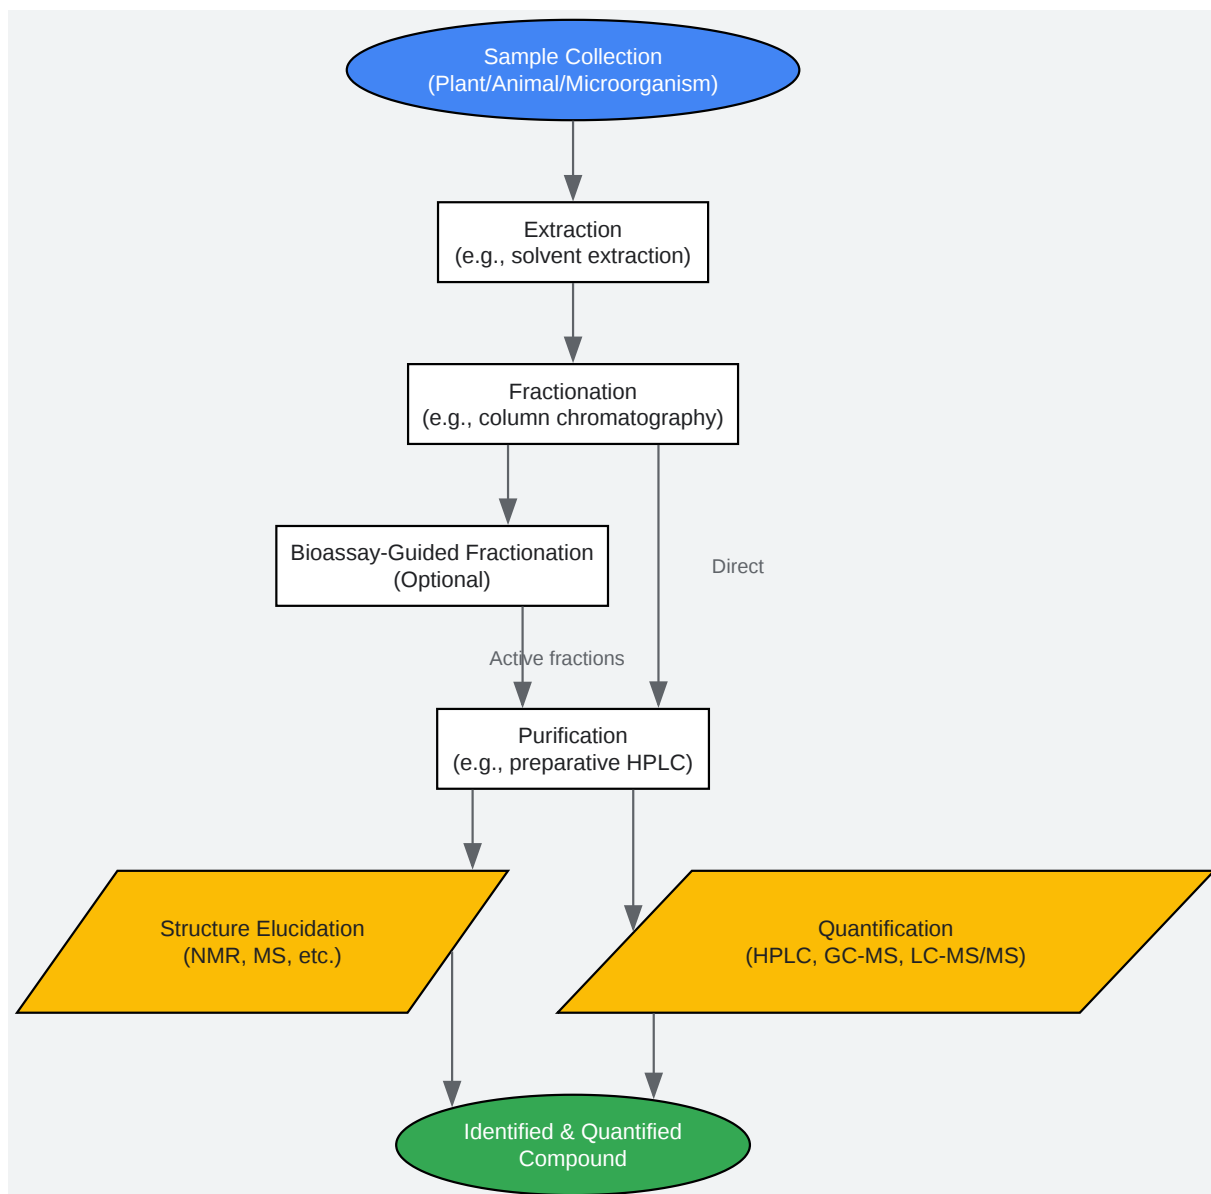 Sample Collection
(Plant/Animal/Microorganism)
Extraction
(e.g., solvent extraction)
Fractionation
(e.g., column chromatography)
Bioassay-Guided Fractionation
(Optional)
Direct
Active fractions
Purification
(e.g., preparative HPLC)
Structure Elucidation
(NMR, MS, etc.)
Quantification
(HPLC, GC-MS, LC-MS/MS)
Identified & Quantified
Compound